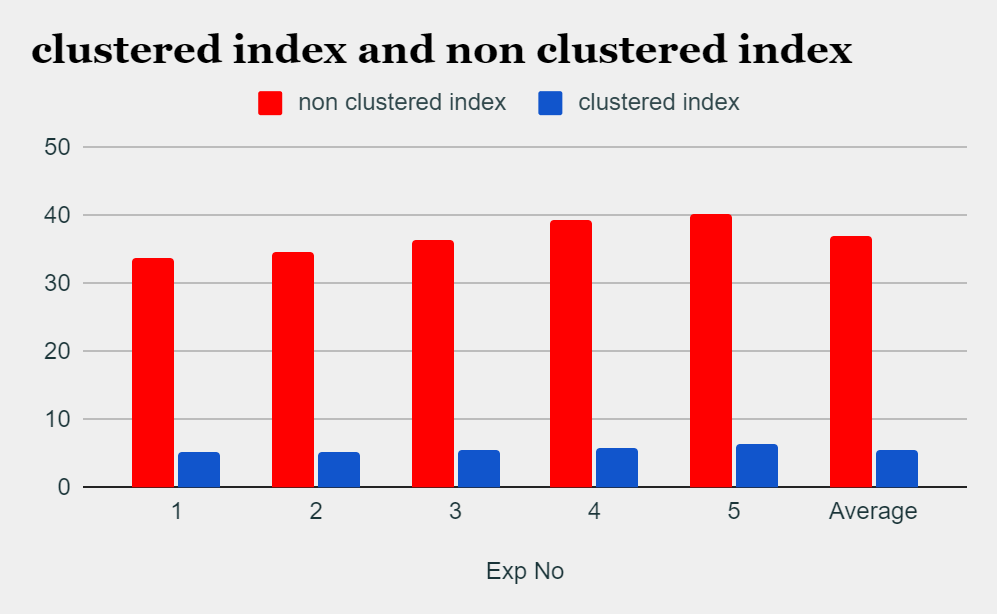 clustered index and non clustered index
non clustered index clustered index
50
40
30
20
10
0
1 2 3 4 5 Average
Exp No